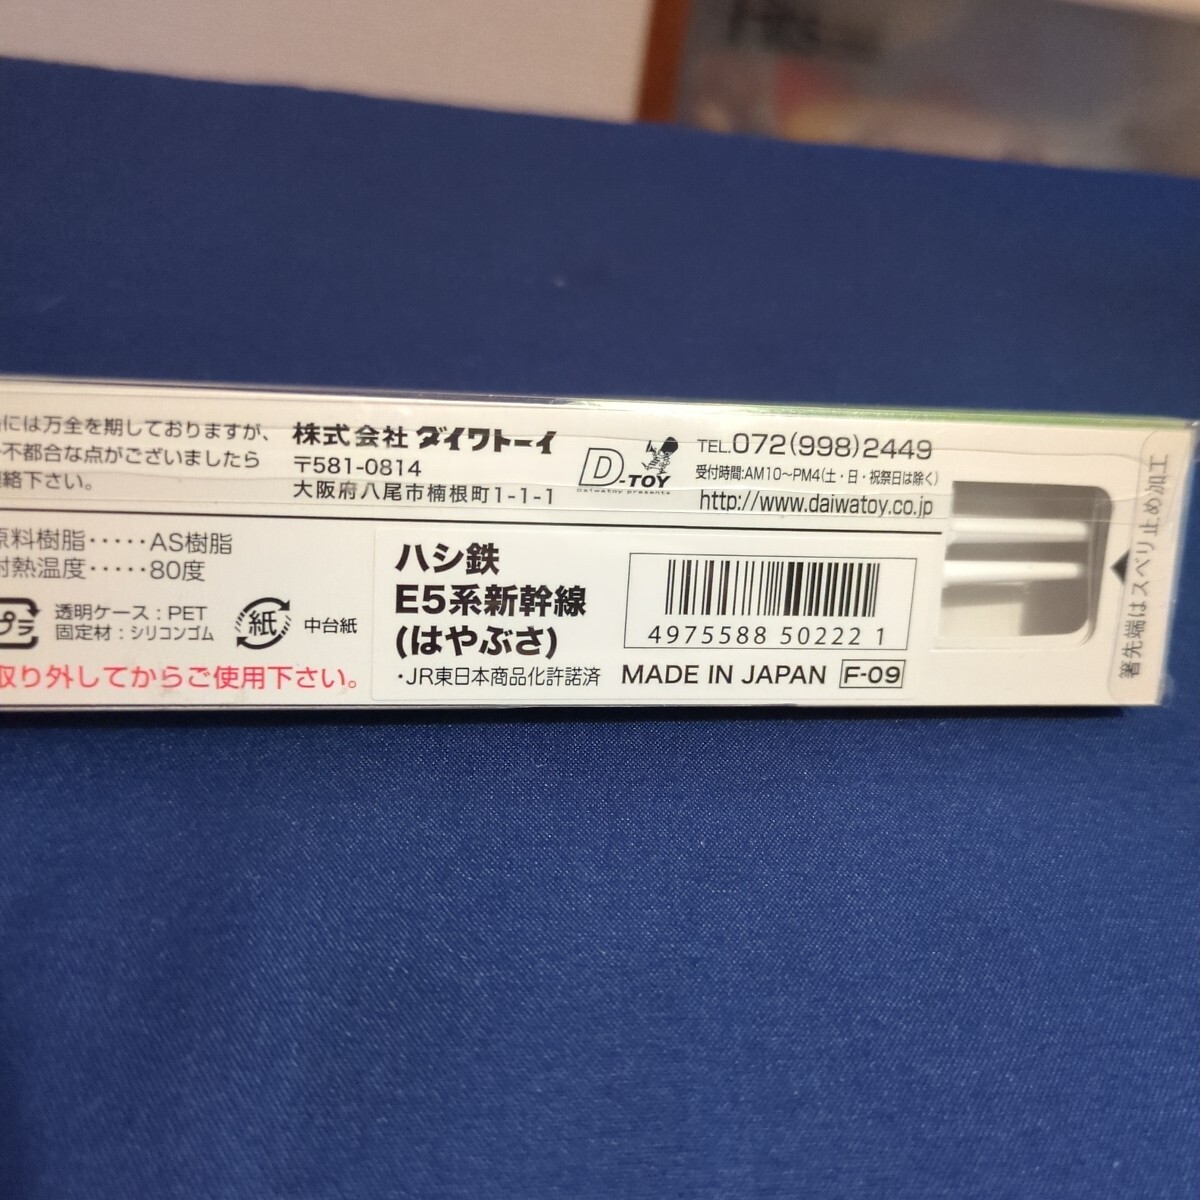 には万全を期しておりますが、
不都合な点がございましたら
絡下さい。
株式会社 ダイワトーイ
〒581-0814
大阪府八尾市楠根町1-1-1
D-TOY
Daiwatoy presents
TEL.072(998)2449
受付時間:AM10〜PM4(土・日・祝祭日は除く)
http://www.daiwatoy.co.jp
原料樹脂・・・・・AS樹脂
耐熱温度・・・・・80度
プラ
透明ケース：PET
固定材：シリコンゴム
紙
中台紙
取り外してからご使用下さい。
ハシ鉄
E5系新幹線
(はやぶさ)
・JR東日本商品化許諾済
4975588 50222 1
MADE IN JAPAN F-09
箸先端はスベリ止め加工